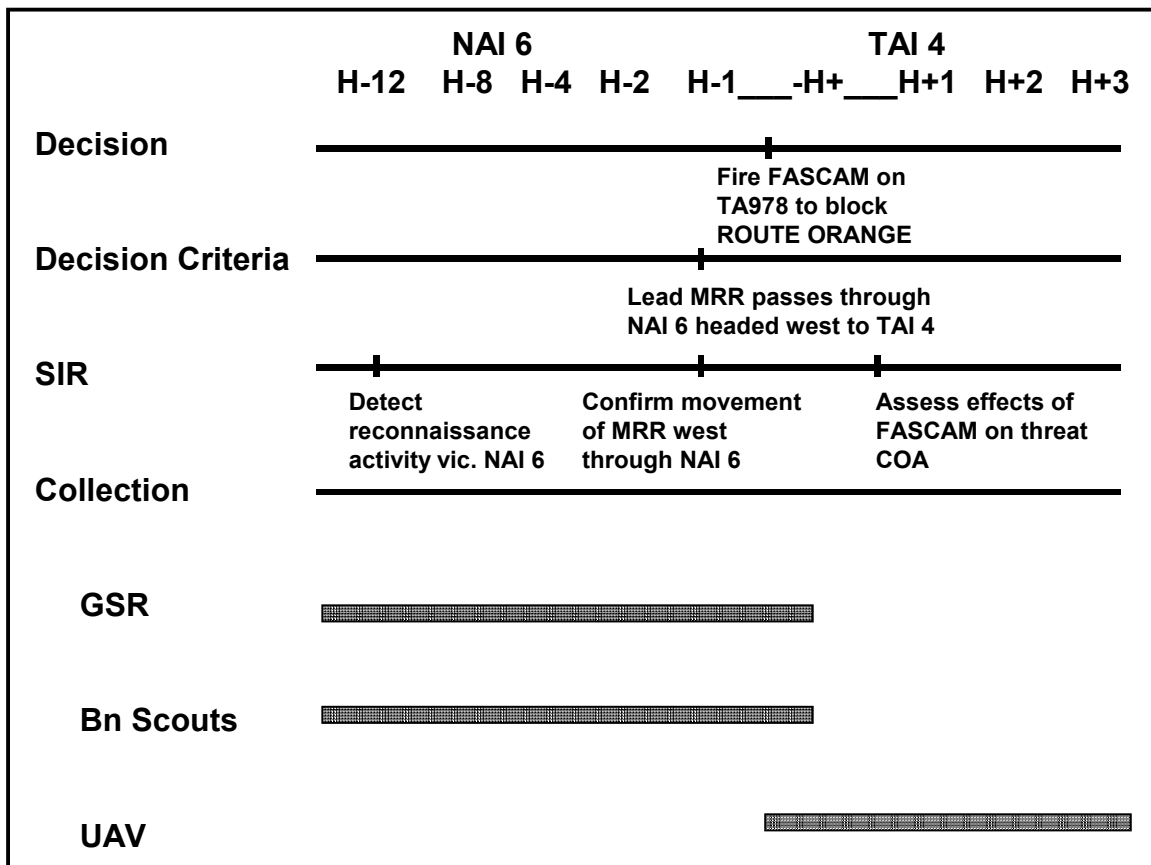 NAI 6 TAI 4
H-12 H-8 H-4 H-2 H-1___-H+___H+1 H+2 H+3
Decision
Fire FASCAM on
TA978 to block
ROUTE ORANGE
Decision Criteria
Lead MRR passes through
NAI 6 headed west to TAI 4
SIR
Detect
reconnaissance
activity vic. NAI 6
Confirm movement
of MRR west
through NAI 6
Assess effects of
FASCAM on threat
COA
Collection
GSR
Bn Scouts
UAV